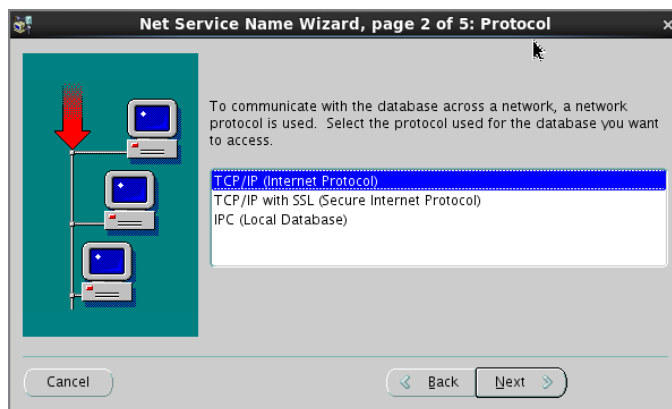 Net Service Name Wizard, page 2 of 5: Protocol
To communicate with the database across a network, a network
protocol is used.  Select the protocol used for the database you want
to access.
TCP/IP (Internet Protocol)
TCP/IP with SSL (Secure Internet Protocol)
IPC (Local Database)
Cancel
Back
Next